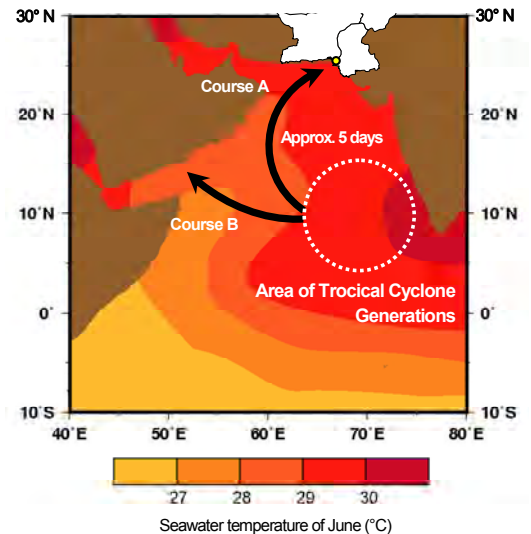 30° N
30° N
Course A
20°N
20°N
Approx. 5 days
10°N
10°N
Course B
Area of Trocical Cyclone
Generations
0°
0°
10°S
10°S
40°E
50°E
60°E
70°E
80°E
27
28
29
30
Seawater temperature of June (°C)